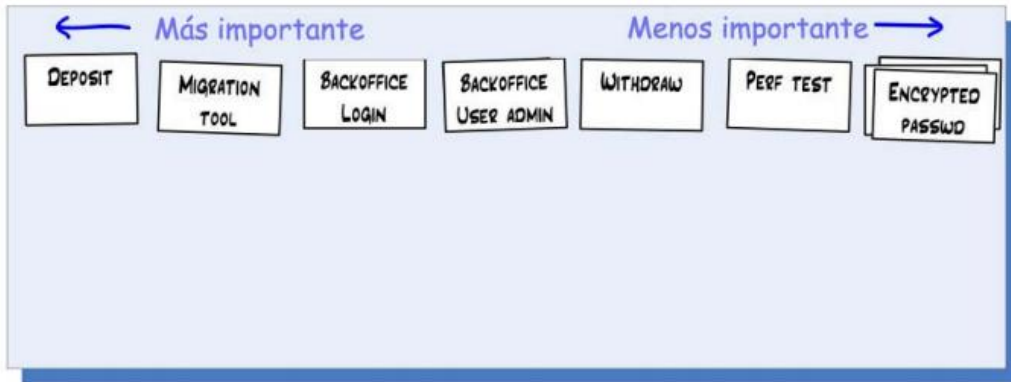 Más importante
Menos importante
DEPOSIT
MIGRATION
TOOL
BACKOFFICE
LOGIN
BACKOFFICE
USER ADMIN
WITHDRAW
PERF TEST
ENCRYPTED
PASSWD